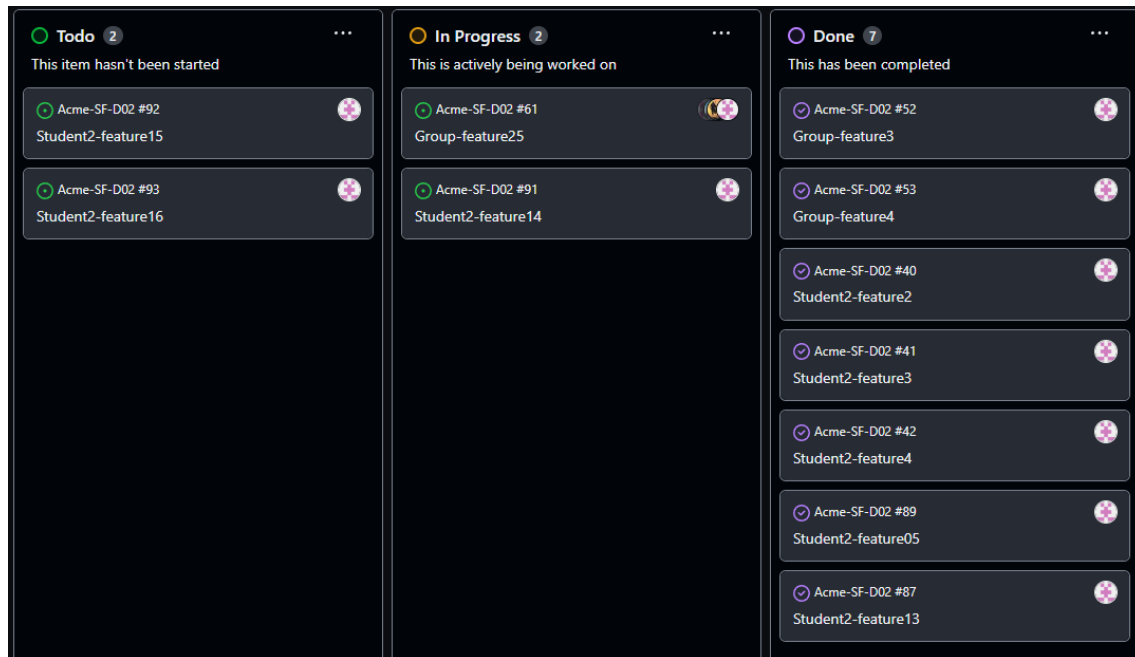 Todo 2
This item hasn't been started
Acme-SF-D02 #92
Student2-feature15
Acme-SF-D02 #93
Student2-feature16
In Progress 2
This is actively being worked on
Acme-SF-D02 #61
Group-feature25
Acme-SF-D02 #91
Student2-feature14
Done 7
This has been completed
Acme-SF-D02 #52
Group-feature3
Acme-SF-D02 #53
Group-feature4
Acme-SF-D02 #40
Student2-feature2
Acme-SF-D02 #41
Student2-feature3
Acme-SF-D02 #42
Student2-feature4
Acme-SF-D02 #89
Student2-feature05
Acme-SF-D02 #87
Student2-feature13